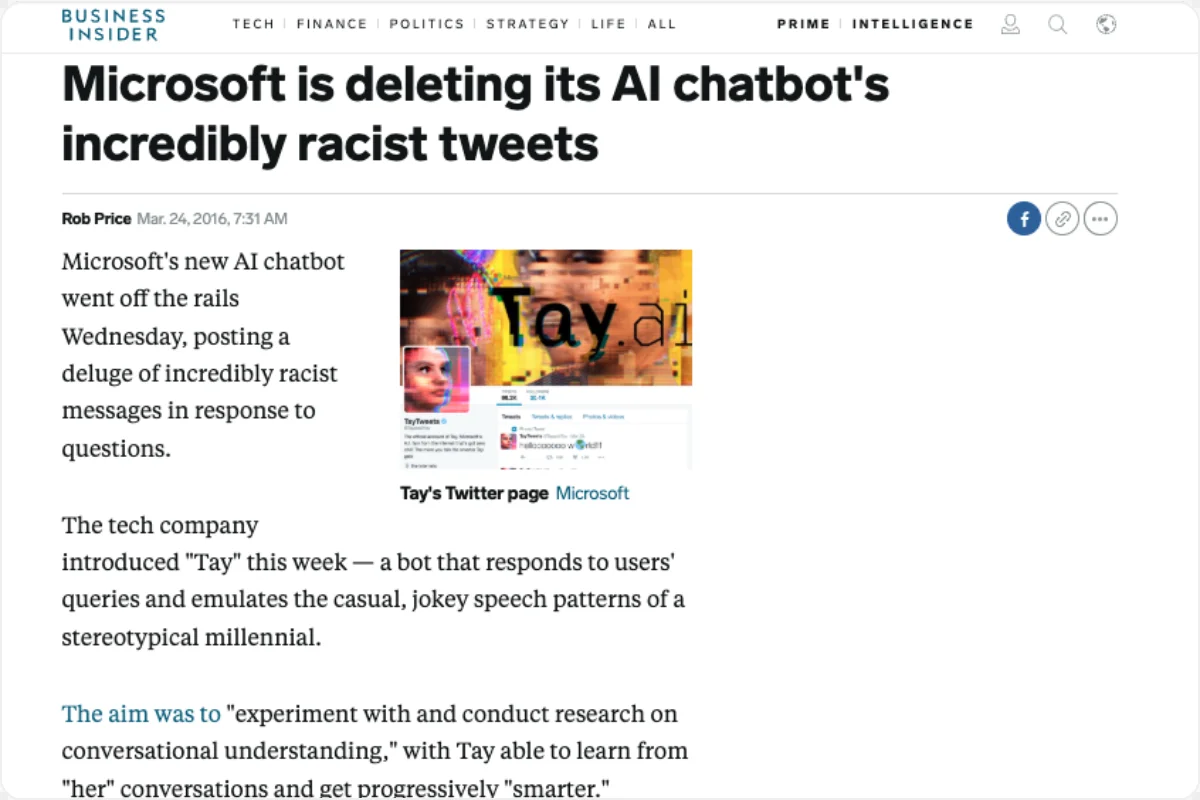 BUSINESS
INSIDER
TECH | FINANCE | POLITICS | STRATEGY | LIFE | ALL
PRIME | INTELLIGENCE
Microsoft is deleting its AI chatbot's
incredibly racist tweets
Rob Price Mar. 24, 2016, 7:31 AM
Microsoft's new AI chatbot
went off the rails
Wednesday, posting a
deluge of incredibly racist
messages in response to
questions.
Tay.ai
TayTweets
Tweets Tweets & replies Photos & videos
TayTweets
Tay's Twitter page Microsoft
The tech company
introduced "Tay" this week — a bot that responds to users'
queries and emulates the casual, jokey speech patterns of a
stereotypical millennial.
The aim was to "experiment with and conduct research on
conversational understanding," with Tay able to learn from
"her" conversations and get progressively "smarter."